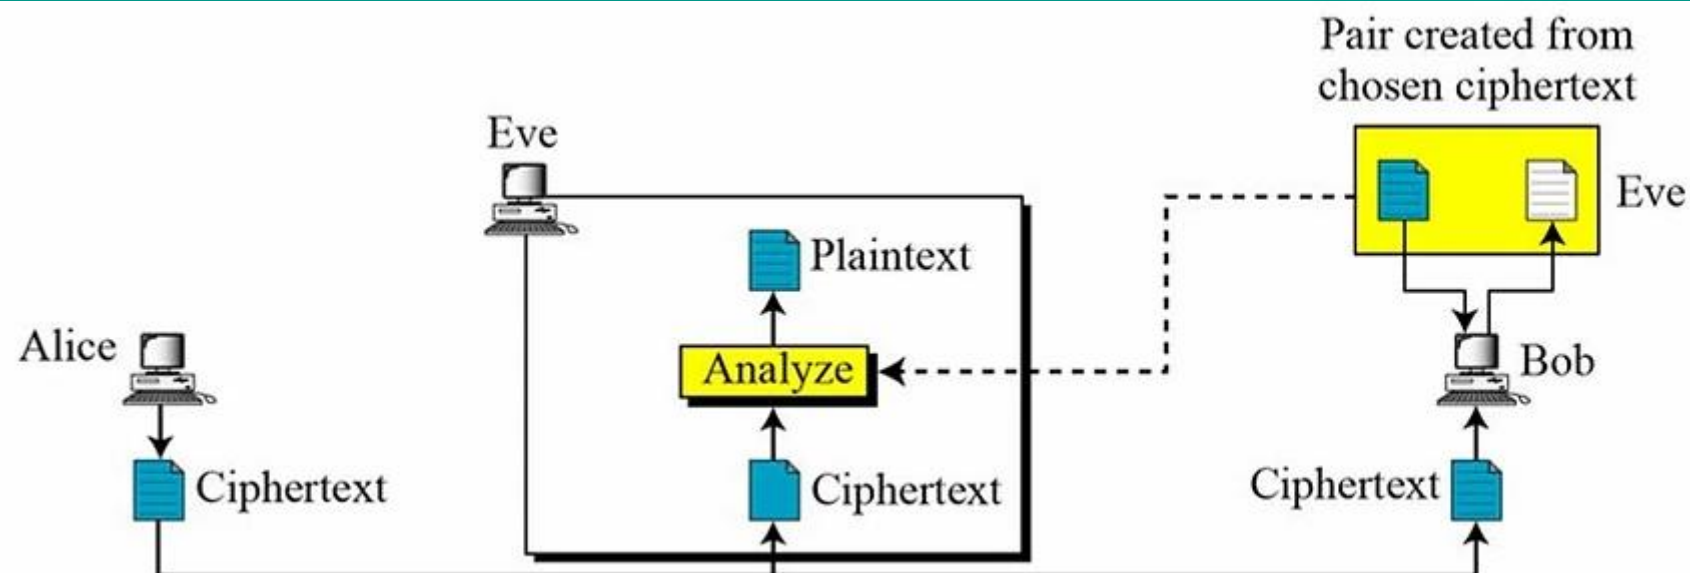 Pair created from
chosen ciphertext
Eve
Eve
Plaintext
Alice
Analyze
Bob
Ciphertext
Ciphertext
Ciphertext